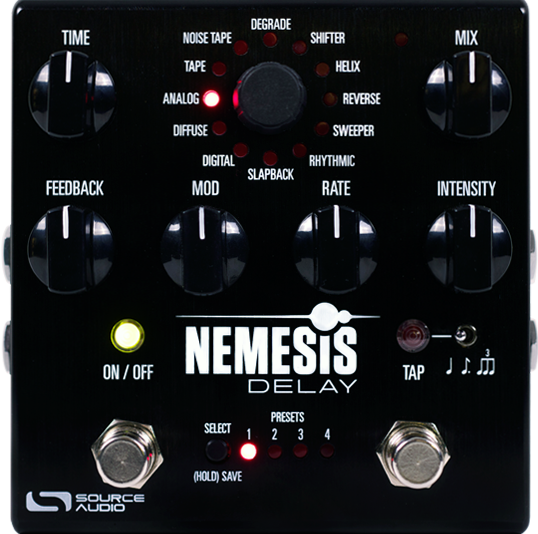 DEGRADE
NOISE TAPE
SHIFTER
TIME
MIX
TAPE
HELIX
ANALOG
REVERSE
DIFFUSE
SWEEPER
DIGITAL
RHYTHMIC
SLAPBACK
FEEDBACK
MOD
RATE
INTENSITY
NEMESIS
DELAY
ON / OFF
TAP
3
PRESETS
SELECT
1 2 3 4
(HOLD) SAVE
SOURCE
AUDIO